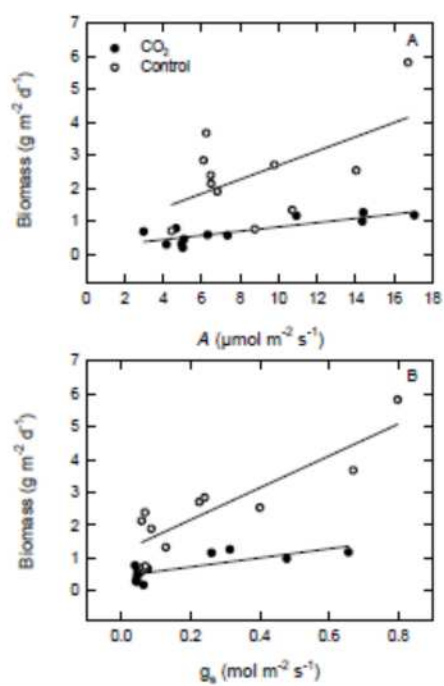 CO₂
Control
A
Biomass (g m⁻² d⁻¹)
7
6
5
4
3
2
1
0
0 2 4 6 8 10 12 14 16 18
A (μmol m⁻² s⁻¹)
B
Biomass (g m⁻² d⁻¹)
7
6
5
4
3
2
1
0
0.0 0.2 0.4 0.6 0.8
gₛ (mol m⁻² s⁻¹)